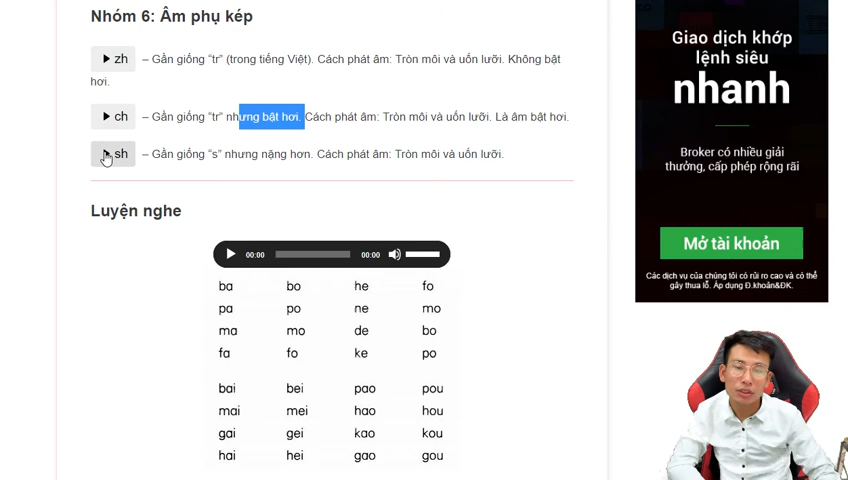 Nhóm 6: Âm phụ kép
zh – Gần giống “tr” (trong tiếng Việt). Cách phát âm: Tròn môi và uốn lưỡi. Không bật
hơi.
ch – Gần giống “tr” nhưng bật hơi. Cách phát âm: Tròn môi và uốn lưỡi. Là âm bật hơi.
sh – Gần giống “s” nhưng nặng hơn. Cách phát âm: Tròn môi và uốn lưỡi.
Luyện nghe
00:00 00:00
ba bo he fo
pa po ne mo
ma mo de bo
fa fo ke po
bai bei pao pou
mai mei hao hou
gai gei kao kou
hai hei gao gou
Giao dịch khớp
lệnh siêu
nhanh
Broker có nhiều giải
thưởng, cấp phép rộng rãi
Mở tài khoản
Các dịch vụ của chúng tôi có rủi ro cao và có thể
gây thua lỗ. Áp dụng Đ.khoản&ĐK.